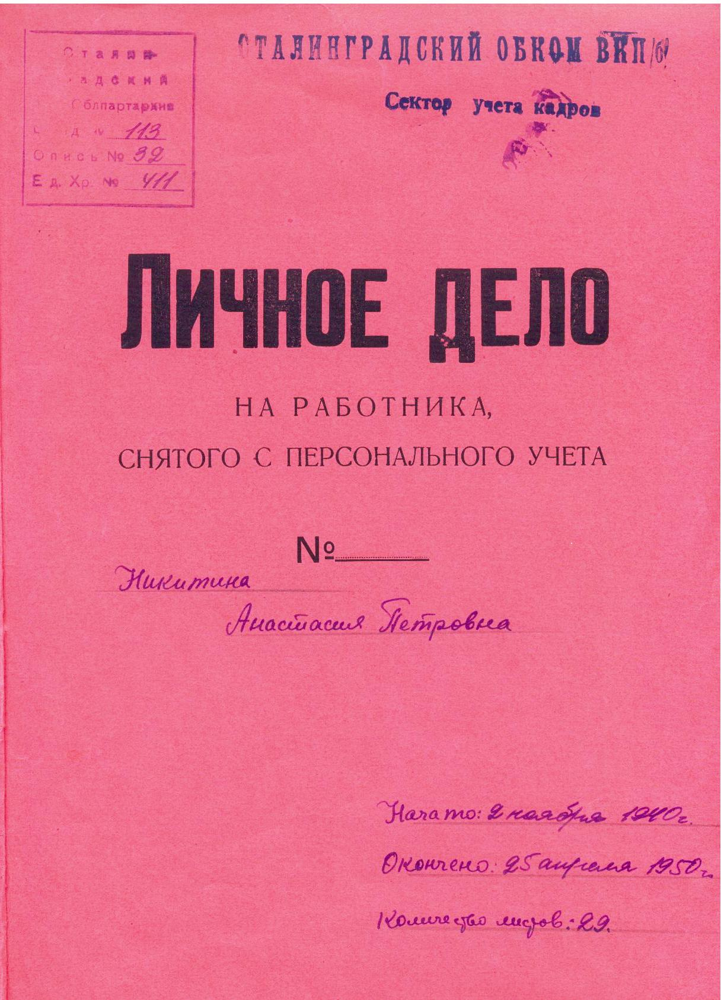 Сталин-
градский
Облпартархив
Фонд № 113
Опись № 32
Ед. Хр. № 411
СТАЛИНГРАДСКИЙ ОБКОМ ВКП/б/
Сектор учета кадров
ЛИЧНОЕ ДЕЛО
НА РАБОТНИКА,
СНЯТОГО С ПЕРСОНАЛЬНОГО УЧЕТА
№
Никитина
Анастасия Петровна
Начато: 2 ноября 1940 г.
Окончено: 25 апреля 1950 г.
Количество листов: 29.